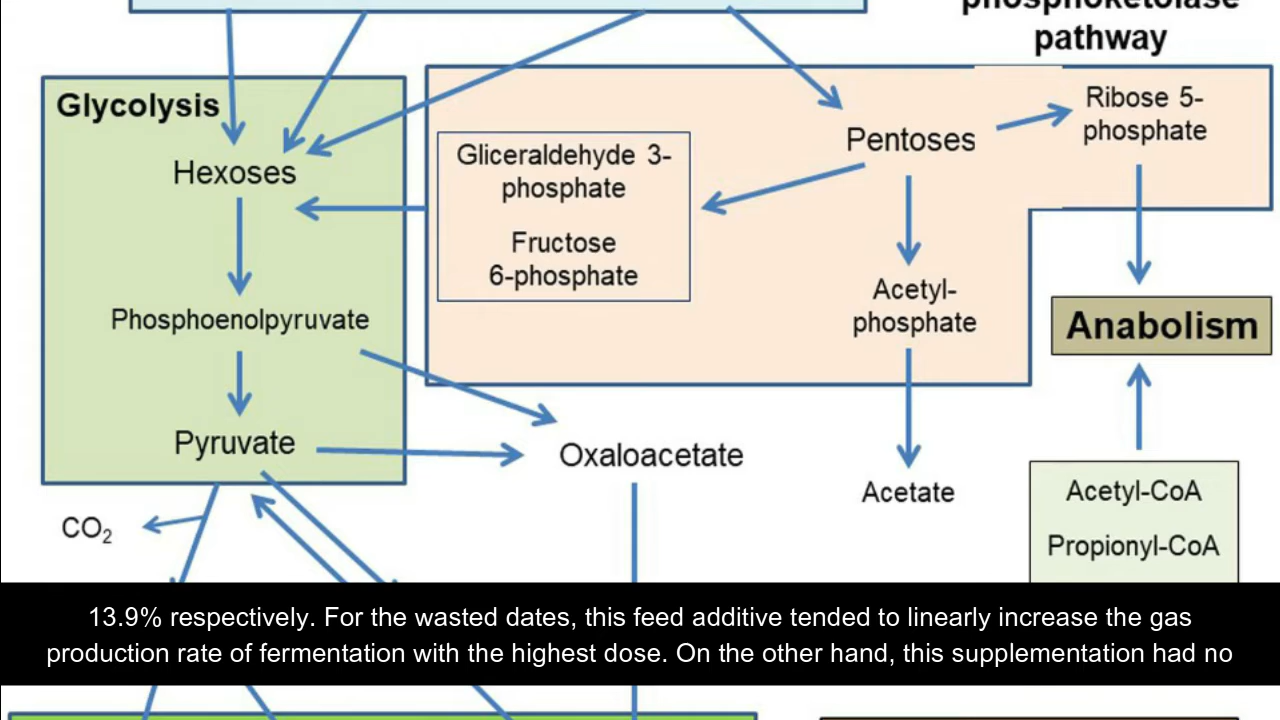 phosphoketolase
pathway
Glycolysis
Hexoses
Phosphoenolpyruvate
Pyruvate
CO₂
Gliceraldehyde 3-
phosphate
Fructose
6-phosphate
Pentoses
Ribose 5-
phosphate
Acetyl-
phosphate
Anabolism
Oxaloacetate
Acetate
Acetyl-CoA
Propionyl-CoA
13.9% respectively. For the wasted dates, this feed additive tended to linearly increase the gas
production rate of fermentation with the highest dose. On the other hand, this supplementation had no